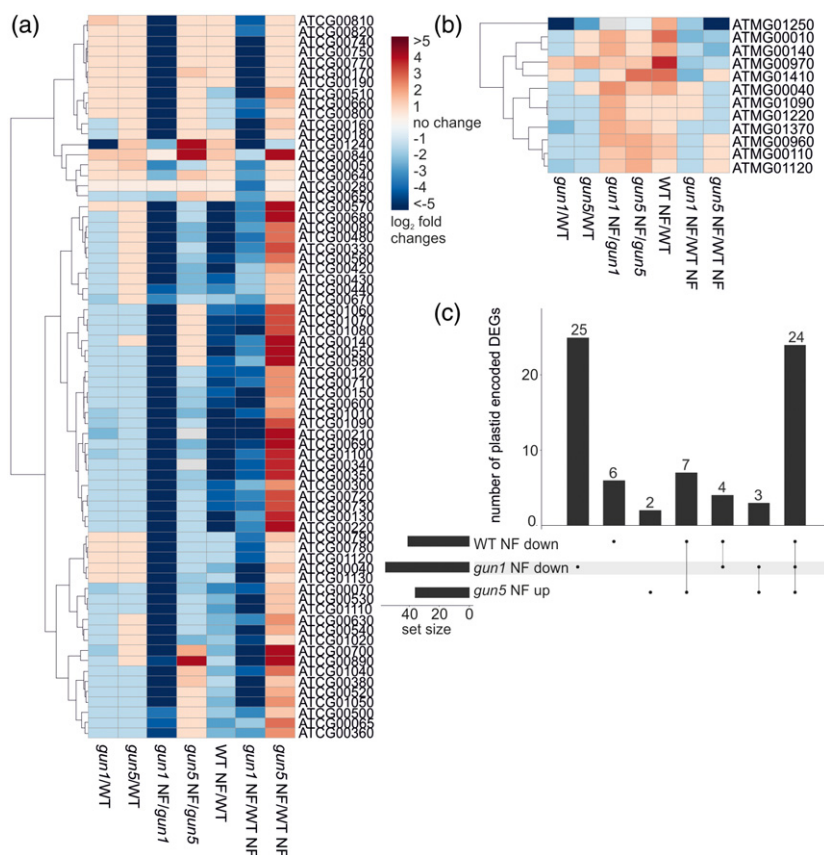 (a)
ATCG00810
ATCG00820
ATCG00740
ATCG00750
ATCG00770
ATCG00170
ATCG00190
ATCG00510
ATCG00660
ATCG00800
ATCG00160
ATCG00180
ATCG01240
ATCG00840
ATCG00050
ATCG00640
ATCG00280
ATCG00650
ATCG00570
ATCG00680
ATCG00080
ATCG00480
ATCG00330
ATCG00560
ATCG00420
ATCG00430
ATCG00440
ATCG00670
ATCG01060
ATCG01070
ATCG01080
ATCG00140
ATCG00550
ATCG00580
ATCG00120
ATCG00710
ATCG00150
ATCG00600
ATCG01010
ATCG01090
ATCG00210
ATCG00690
ATCG01100
ATCG00340
ATCG00350
ATCG00300
ATCG00720
ATCG00730
ATCG00130
ATCG00220
ATCG00790
ATCG00780
ATCG01120
ATCG00040
ATCG01130
ATCG00070
ATCG00530
ATCG01110
ATCG00630
ATCG00540
ATCG01020
ATCG00700
ATCG00890
ATCG01040
ATCG00380
ATCG00520
ATCG01050
ATCG00500
ATCG00065
ATCG00360
gun1/WT
gun5/WT
gun1 NF/gun1
gun5 NF/gun5
WT NF/WT
gun1 NF/WT NF
gun5 NF/WT NF
>5
4
3
2
1
no change
-1
-2
-3
-4
<-5
log2 fold
changes
(b)
ATMG01250
ATMG00010
ATMG00140
ATMG00970
ATMG01410
ATMG00040
ATMG01090
ATMG01220
ATMG01370
ATMG00960
ATMG00110
ATMG01120
gun1/WT
gun5/WT
gun1 NF/gun1
gun5 NF/gun5
WT NF/WT
gun1 NF/WT NF
gun5 NF/WT NF
(c)
number of plastid encoded DEGs
20
10
0
25
6
2
7
4
3
24
WT NF down
gun1 NF down
gun5 NF up
40 20 0
set size